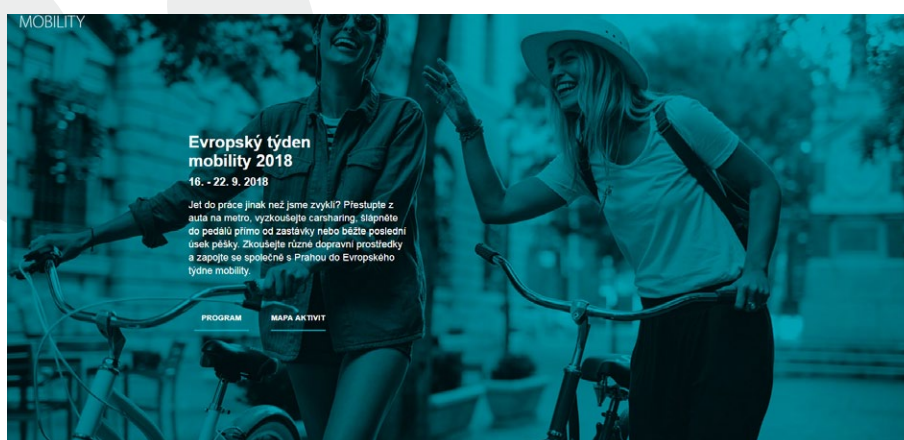 MOBILITY
Evropský týden
mobility 2018
16. - 22. 9. 2018
Jet do práce jinak než jsme zvyklí? Přestupte z
auta na metro, vyzkoušejte carsharing, šlápněte
do pedálů přímo od zastávky nebo běžte poslední
úsek pěšky. Zkoušejte různé dopravní prostředky
a zapojte se společně s Prahou do Evropského
týdne mobility.
PROGRAM MAPA AKTIVIT